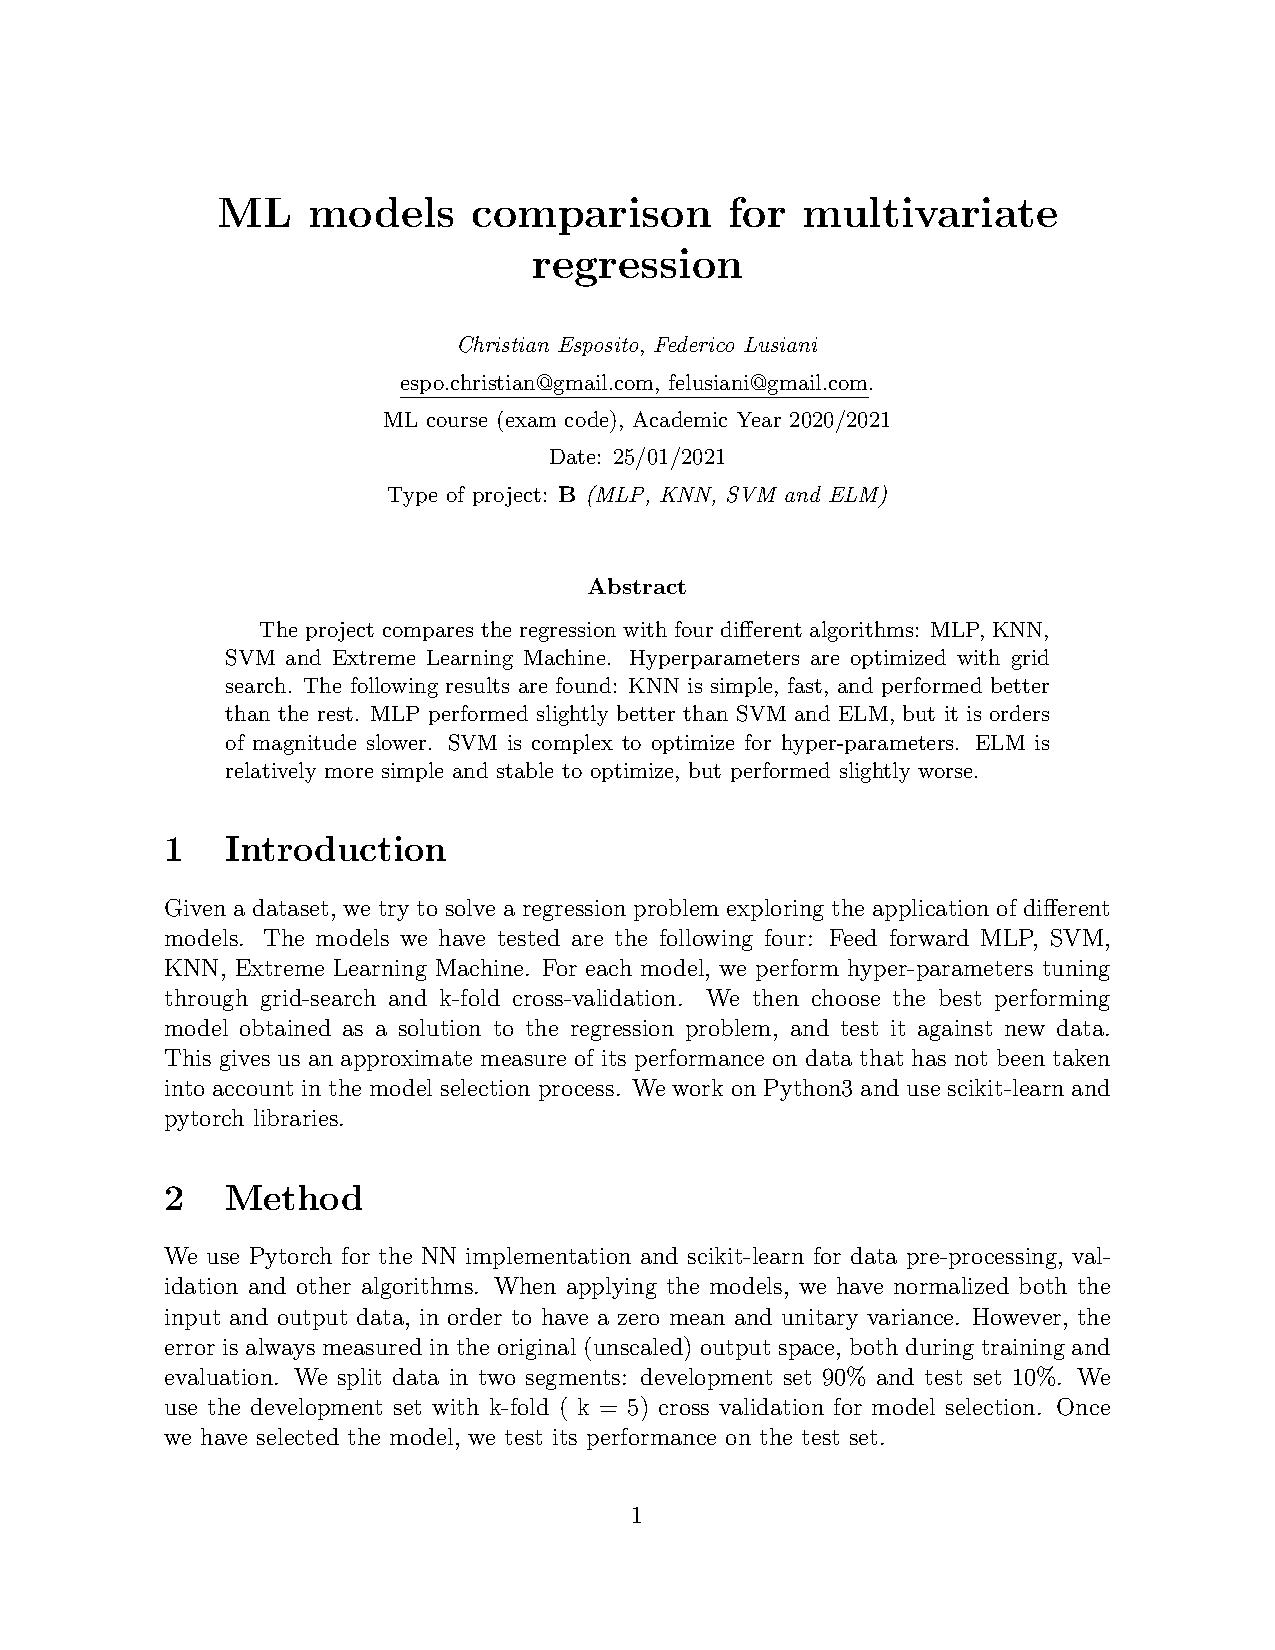 ML models comparison for multivariate
regression
Christian Esposito, Federico Lusiani
espo.christian@gmail.com, felusiani@gmail.com.
ML course (exam code), Academic Year 2020/2021
Date: 25/01/2021
Type of project: B (MLP, KNN, SVM and ELM)
Abstract
The project compares the regression with four different algorithms: MLP, KNN,
SVM and Extreme Learning Machine. Hyperparameters are optimized with grid
search. The following results are found: KNN is simple, fast, and performed better
than the rest. MLP performed slightly better than SVM and ELM, but it is orders
of magnitude slower. SVM is complex to optimize for hyper-parameters. ELM is
relatively more simple and stable to optimize, but performed slightly worse.
1 Introduction
Given a dataset, we try to solve a regression problem exploring the application of different
models. The models we have tested are the following four: Feed forward MLP, SVM,
KNN, Extreme Learning Machine. For each model, we perform hyper-parameters tuning
through grid-search and k-fold cross-validation. We then choose the best performing
model obtained as a solution to the regression problem, and test it against new data.
This gives us an approximate measure of its performance on data that has not been taken
into account in the model selection process. We work on Python3 and use scikit-learn and
pytorch libraries.
2 Method
We use Pytorch for the NN implementation and scikit-learn for data pre-processing, val-
idation and other algorithms. When applying the models, we have normalized both the
input and output data, in order to have a zero mean and unitary variance. However, the
error is always measured in the original (unscaled) output space, both during training and
evaluation. We split data in two segments: development set 90% and test set 10%. We
use the development set with k-fold ( k = 5) cross validation for model selection. Once
we have selected the model, we test its performance on the test set.
1